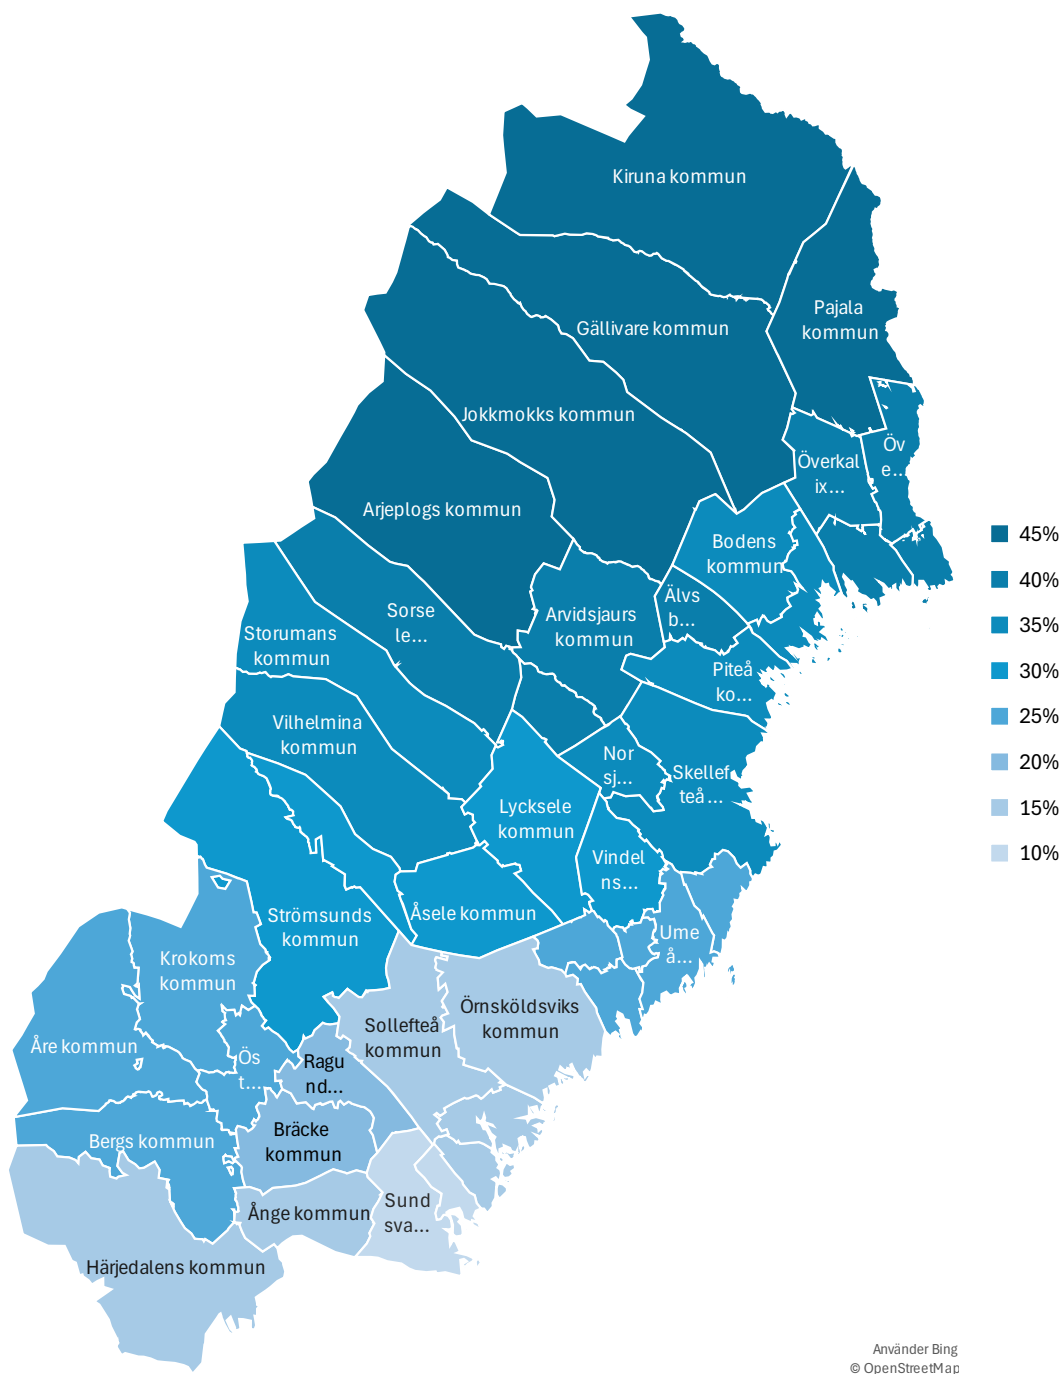 Kiruna kommun
Pajala
kommun
Gällivare kommun
Jokkmokks kommun
Öv
e...
Överkal
ix...
Arjeplogs kommun
Bodens
kommun
Älvs
b...
Sorse
le...
Arvidsjaurs
kommun
Storumans
kommun
Piteå
ko...
Vilhelmina
kommun
Nor
sj...
Skellef
teå...
Lycksele
kommun
Vindel
ns...
Åsele kommun
Strömsunds
kommun
Ume
å...
Krokoms
kommun
Örnsköldsviks
kommun
Sollefteå
kommun
Åre kommun
Ös
t...
Ragu
nd...
Bergs kommun
Bräcke
kommun
Ånge kommun
Sund
sva...
Härjedalens kommun
45%
40%
35%
30%
25%
20%
15%
10%
Använder Bing
© OpenStreetMap